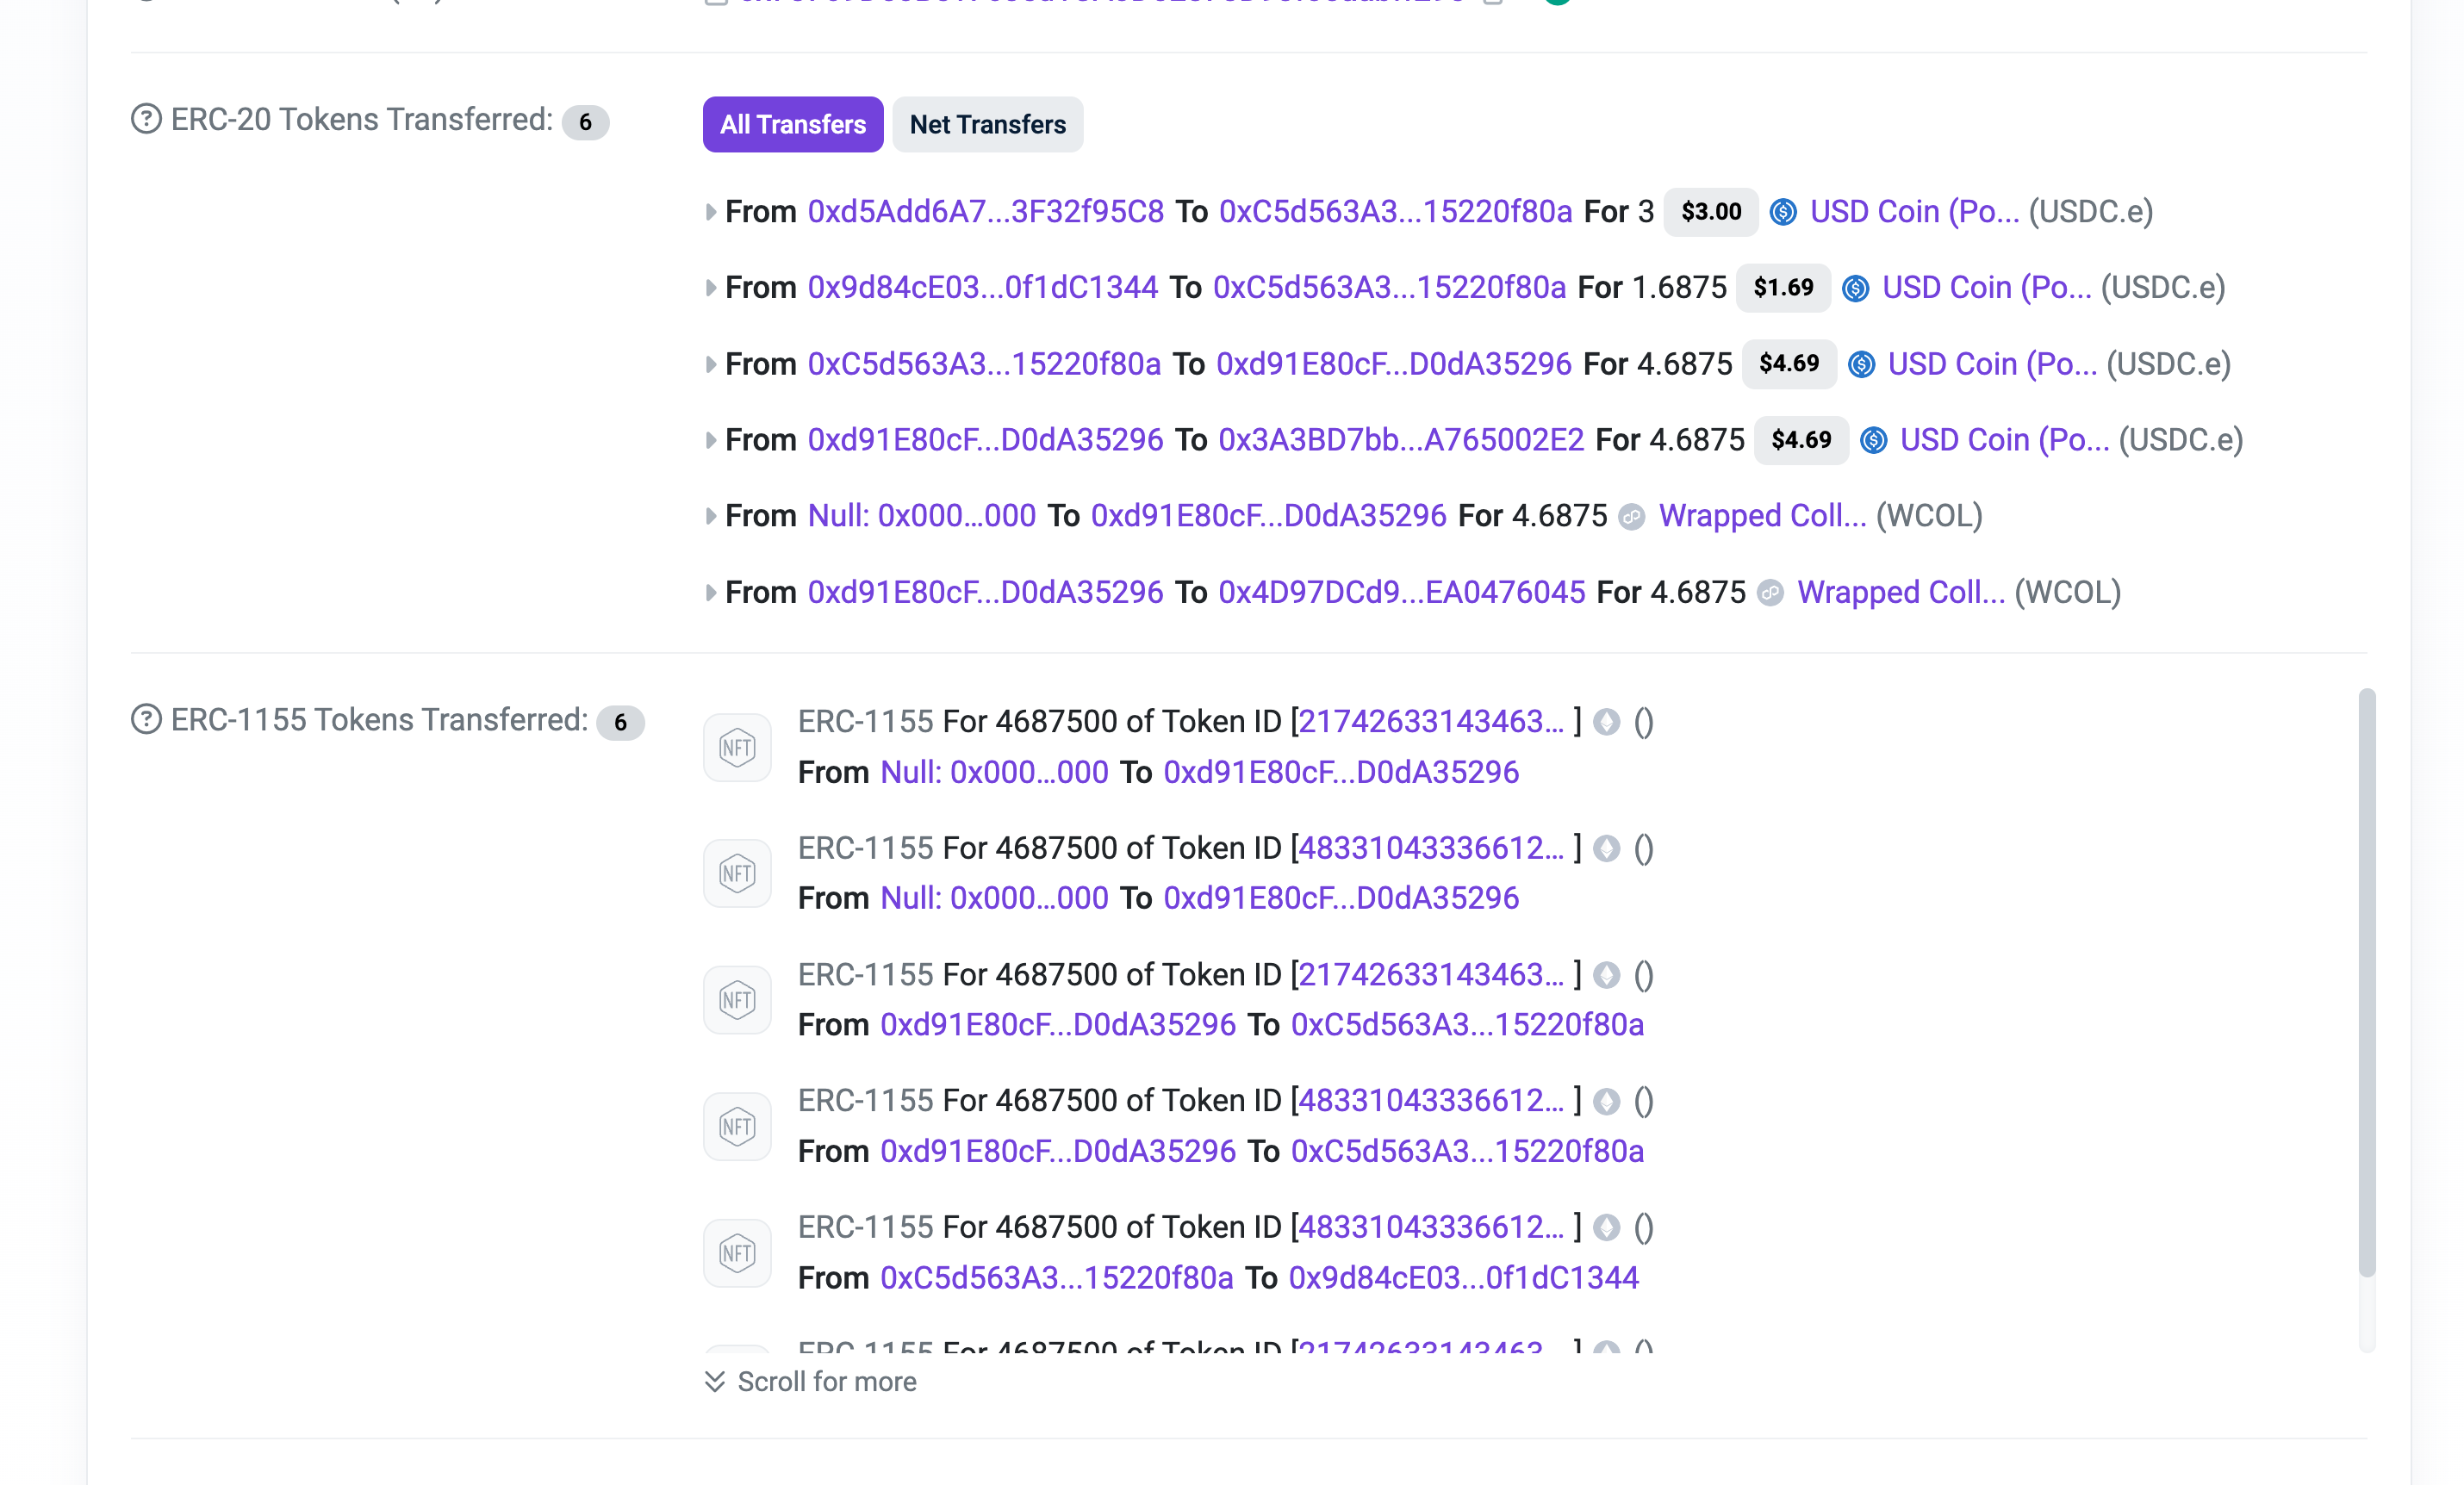 ERC-20 Tokens Transferred: 6
All Transfers Net Transfers
From 0xd5Add6A7...3F32f95C8 To 0xC5d563A3...15220f80a For 3 $3.00 USD Coin (Po... (USDC.e)
From 0x9d84cE03...0f1dC1344 To 0xC5d563A3...15220f80a For 1.6875 $1.69 USD Coin (Po... (USDC.e)
From 0xC5d563A3...15220f80a To 0xd91E80cF...D0dA35296 For 4.6875 $4.69 USD Coin (Po... (USDC.e)
From 0xd91E80cF...D0dA35296 To 0x3A3BD7bb...A765002E2 For 4.6875 $4.69 USD Coin (Po... (USDC.e)
From Null: 0x000...000 To 0xd91E80cF...D0dA35296 For 4.6875 Wrapped Coll... (WCOL)
From 0xd91E80cF...D0dA35296 To 0x4D97DCd9...EA0476045 For 4.6875 Wrapped Coll... (WCOL)
ERC-1155 Tokens Transferred: 6
NFT
ERC-1155 For 4687500 of Token ID [21742633143463... ] ()
From Null: 0x000...000 To 0xd91E80cF...D0dA35296
NFT
ERC-1155 For 4687500 of Token ID [48331043336612... ] ()
From Null: 0x000...000 To 0xd91E80cF...D0dA35296
NFT
ERC-1155 For 4687500 of Token ID [21742633143463... ] ()
From 0xd91E80cF...D0dA35296 To 0xC5d563A3...15220f80a
NFT
ERC-1155 For 4687500 of Token ID [48331043336612... ] ()
From 0xd91E80cF...D0dA35296 To 0xC5d563A3...15220f80a
NFT
ERC-1155 For 4687500 of Token ID [48331043336612... ] ()
From 0xC5d563A3...15220f80a To 0x9d84cE03...0f1dC1344
ERC-1155 For 4687500 of Token ID [21742633143463... ] ()
Scroll for more